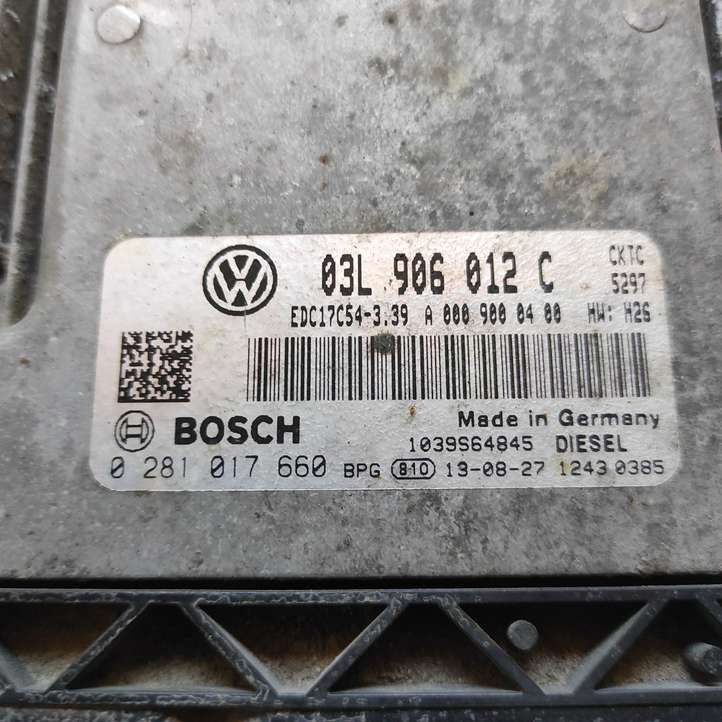 03L 906 012 C CKTC
5297
EDC17C54-3.39 A 000 900 04 00 HW: H26
BOSCH
Made in Germany
1039S64845 DIESEL
0 281 017 660 BPG 810 13-08-27 1243 0385